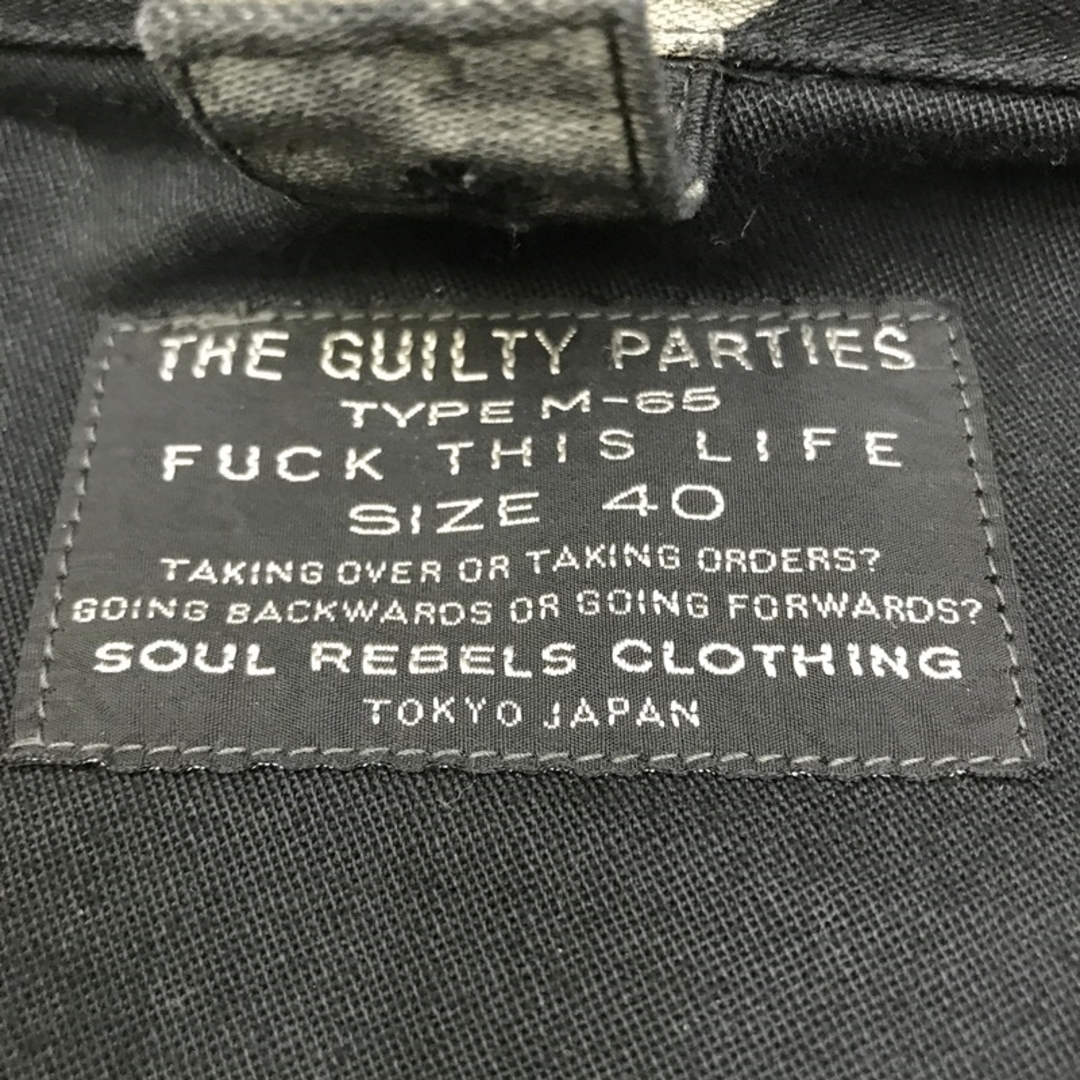 THE GUILTY PARTIES
TYPE M-65
FUCK THIS LIFE
SIZE 40
TAKING OVER OR TAKING ORDERS?
GOING BACKWARDS OR GOING FORWARDS?
SOUL REBELS CLOTHING
TOKYO JAPAN